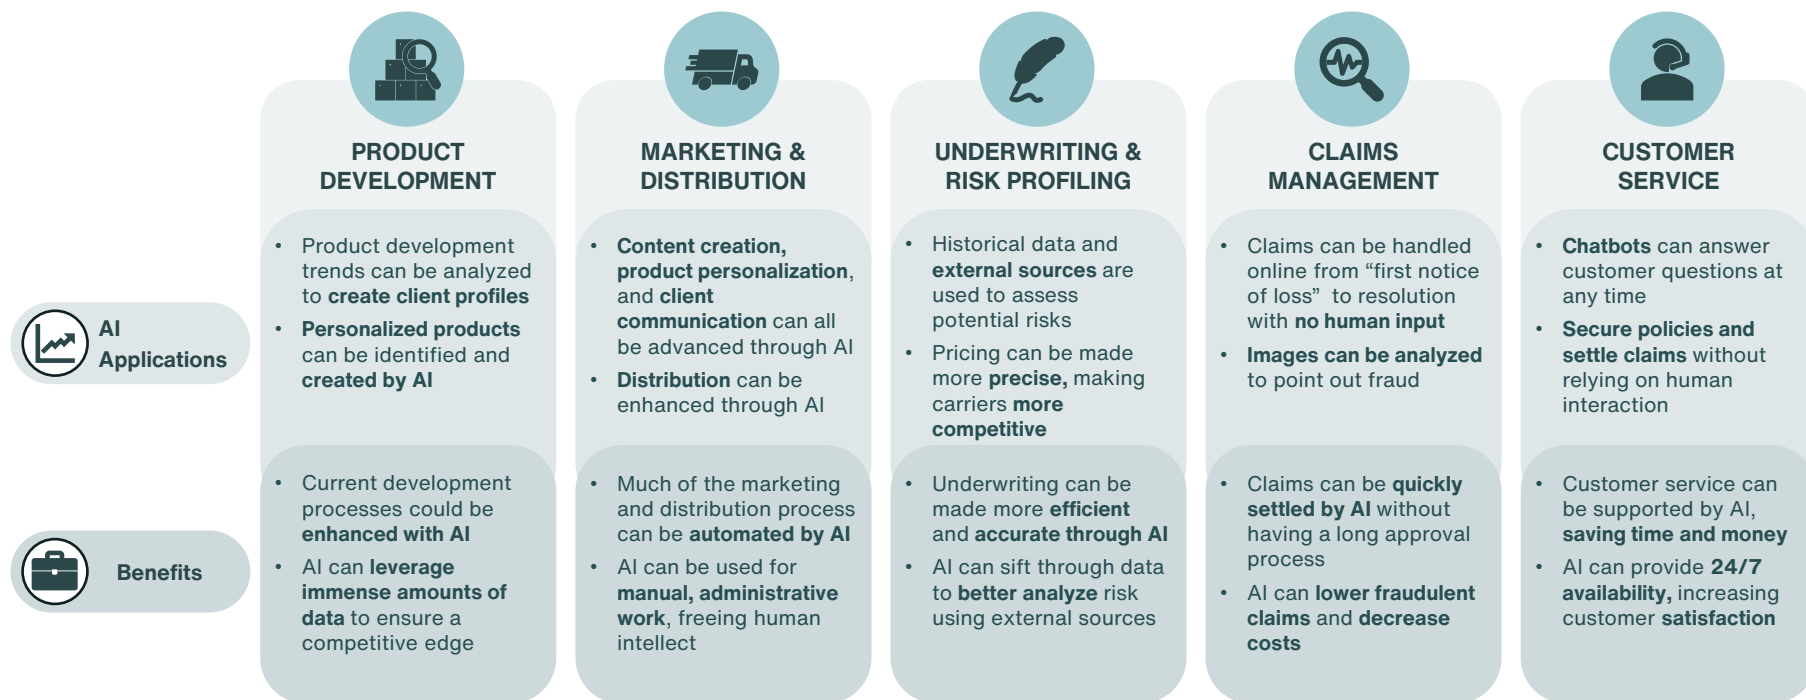 PRODUCT
DEVELOPMENT
MARKETING &
DISTRIBUTION
UNDERWRITING &
RISK PROFILING
CLAIMS
MANAGEMENT
CUSTOMER
SERVICE
AI
Applications
• Product development
trends can be analyzed
to create client profiles
• Personalized products
can be identified and
created by AI
• Content creation,
product personalization,
and client
communication can all
be advanced through AI
• Distribution can be
enhanced through AI
• Historical data and
external sources are
used to assess
potential risks
• Pricing can be made
more precise, making
carriers more
competitive
• Claims can be handled
online from “first notice
of loss”  to resolution
with no human input
• Images can be analyzed
to point out fraud
• Chatbots can answer
customer questions at
any time
• Secure policies and
settle claims without
relying on human
interaction
Benefits
• Current development
processes could be
enhanced with AI
• AI can leverage
immense amounts of
data to ensure a
competitive edge
• Much of the marketing
and distribution process
can be automated by AI
• AI can be used for
manual, administrative
work, freeing human
intellect
• Underwriting can be
made more efficient
and accurate through AI
• AI can sift through data
to better analyze risk
using external sources
• Claims can be quickly
settled by AI without
having a long approval
process
• AI can lower fraudulent
claims and decrease
costs
• Customer service can
be supported by AI,
saving time and money
• AI can provide 24/7
availability, increasing
customer satisfaction